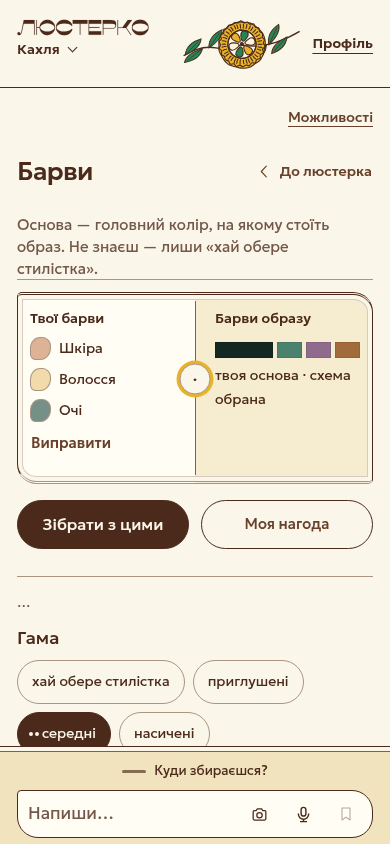 ЛЮСТЕРКО
Кахля
Профіль
Можливості
Барви
До люстерка
Основа — головний колір, на якому стоїть
образ. Не знаєш — лиши «хай обере
стилістка».
Твої барви
Шкіра
Волосся
Очі
Виправити
Барви образу
твоя основа · схема
обрана
Зібрати з цими
Моя нагода
...
Гама
хай обере стилістка
приглушені
•• середні
насичені
Куди збираєшся?
Напиши...